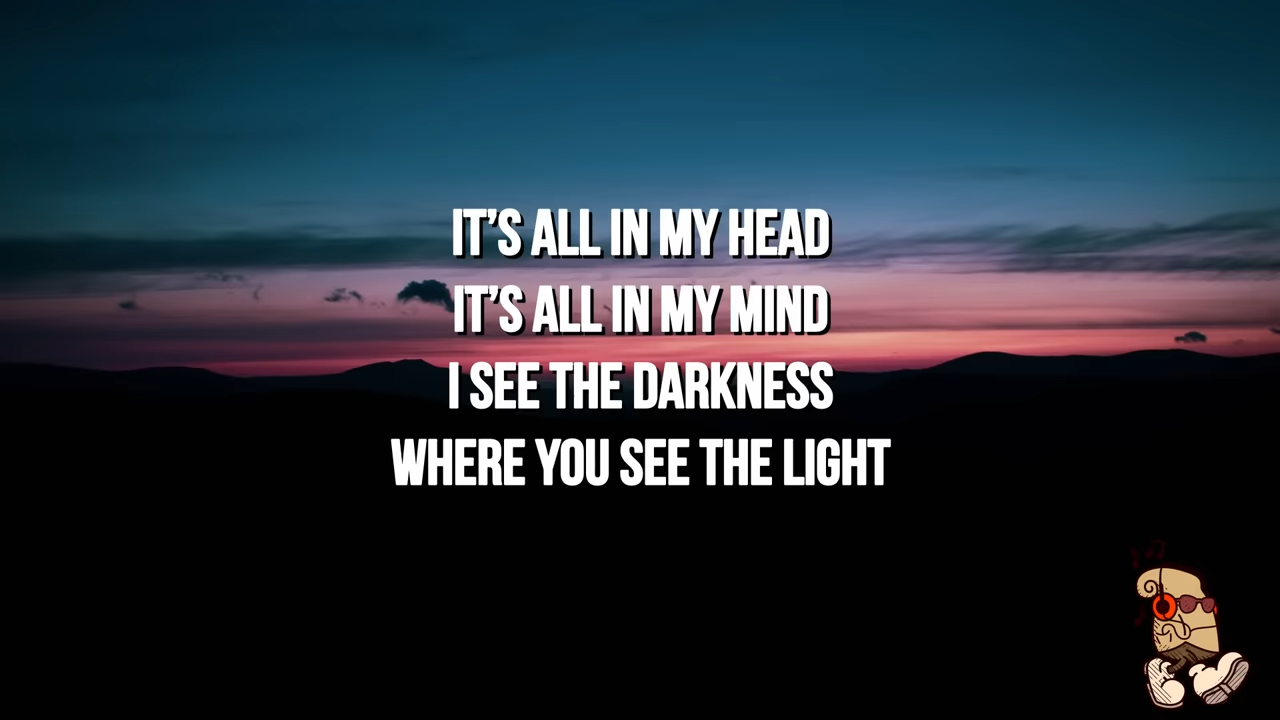 IT’S ALL IN MY HEAD
IT’S ALL IN MY MIND
I SEE THE DARKNESS
WHERE YOU SEE THE LIGHT